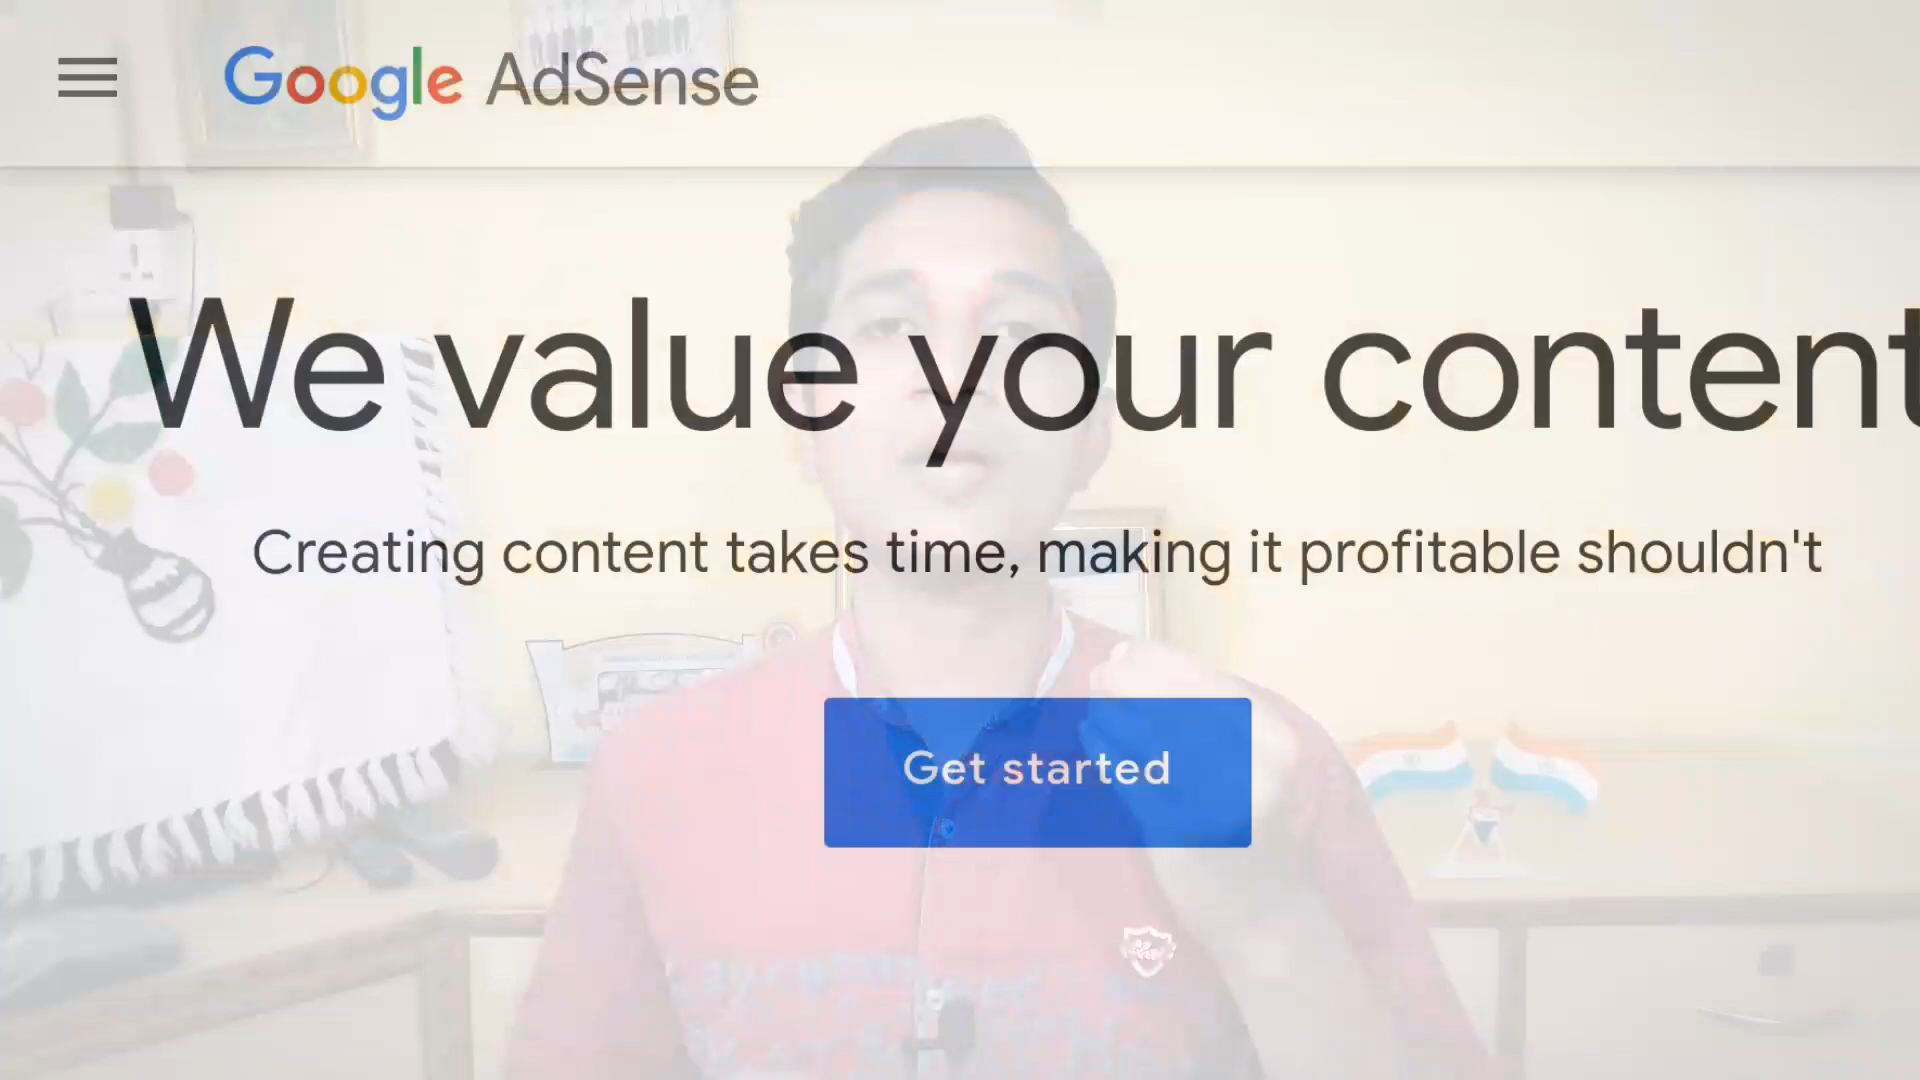 Google AdSense
We value your content
Creating content takes time, making it profitable shouldn't
Get started